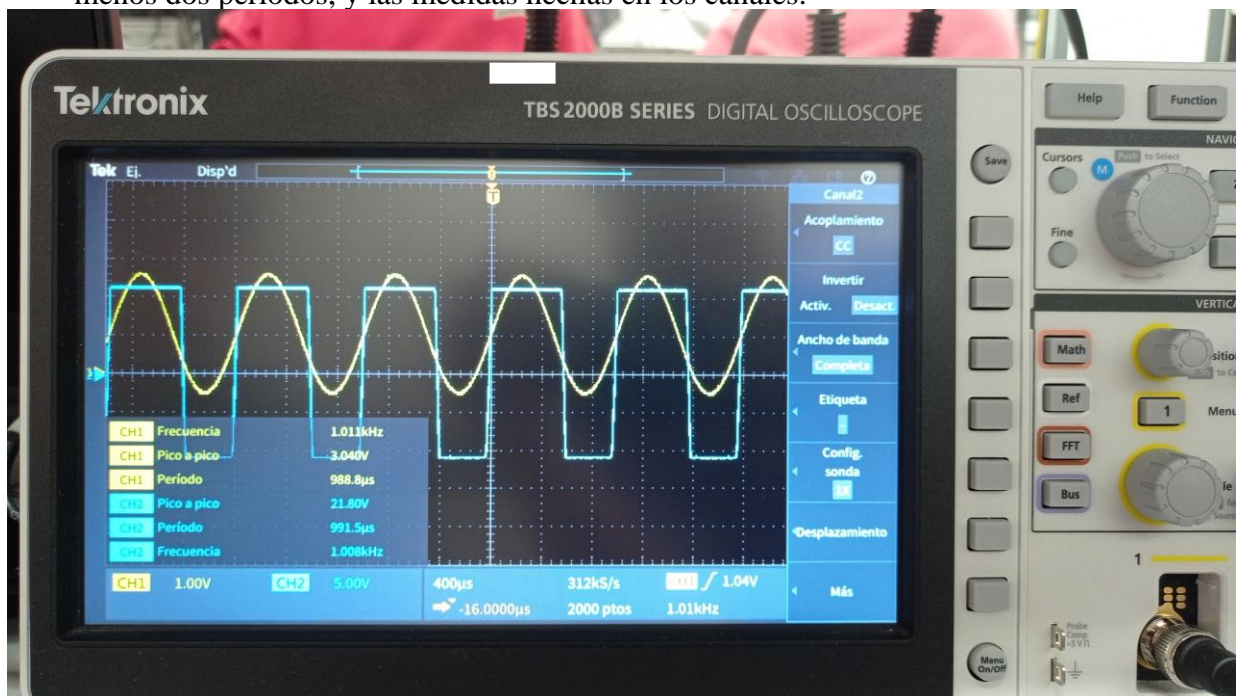 menos dos períodos, y las medidas hechas en los canales.
Tektronix
TBS 2000B SERIES DIGITAL OSCILLOSCOPE
Help
Function
Save
Cursors
M
Push to Select
Fine
Tek Ej. Disp'd
T
Canal2
Acoplamiento
CC
Invertir
Activ. Desact.
Ancho de banda
Completa
Etiqueta
-
Config.
sonda
1X
Desplazamiento
Más
CH1 Frecuencia 1.011kHz
CH1 Pico a pico 3.040V
CH1 Período 988.8µs
CH2 Pico a pico 21.80V
CH2 Período 991.5µs
CH2 Frecuencia 1.008kHz
CH1 1.00V CH2 5.00V 400µs 312kS/s CH1 1.04V
-16.0000µs 2000 ptos 1.01kHz
Menu
On/Off
Math
Ref
1
FFT
Bus
1
Probe
Comp
~5V